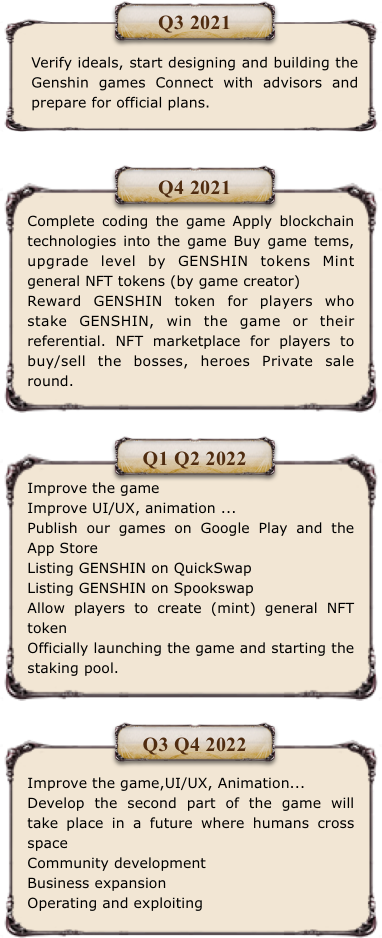 Q3 2021
Verify ideals, start designing and building the
Genshin games Connect with advisors and
prepare for official plans.
Q4 2021
Complete coding the game Apply blockchain
technologies into the game Buy game tems,
upgrade level by GENSHIN tokens Mint
general NFT tokens (by game creator)
Reward GENSHIN token for players who
stake GENSHIN, win the game or their
referential. NFT marketplace for players to
buy/sell the bosses, heroes Private sale
round.
Q1 Q2 2022
Improve the game
Improve UI/UX, animation ...
Publish our games on Google Play and the
App Store
Listing GENSHIN on QuickSwap
Listing GENSHIN on Spookswap
Allow players to create (mint) general NFT
token
Officially launching the game and starting the
staking pool.
Q3 Q4 2022
Improve the game,UI/UX, Animation...
Develop the second part of the game will
take place in a future where humans cross
space
Community development
Business expansion
Operating and exploiting